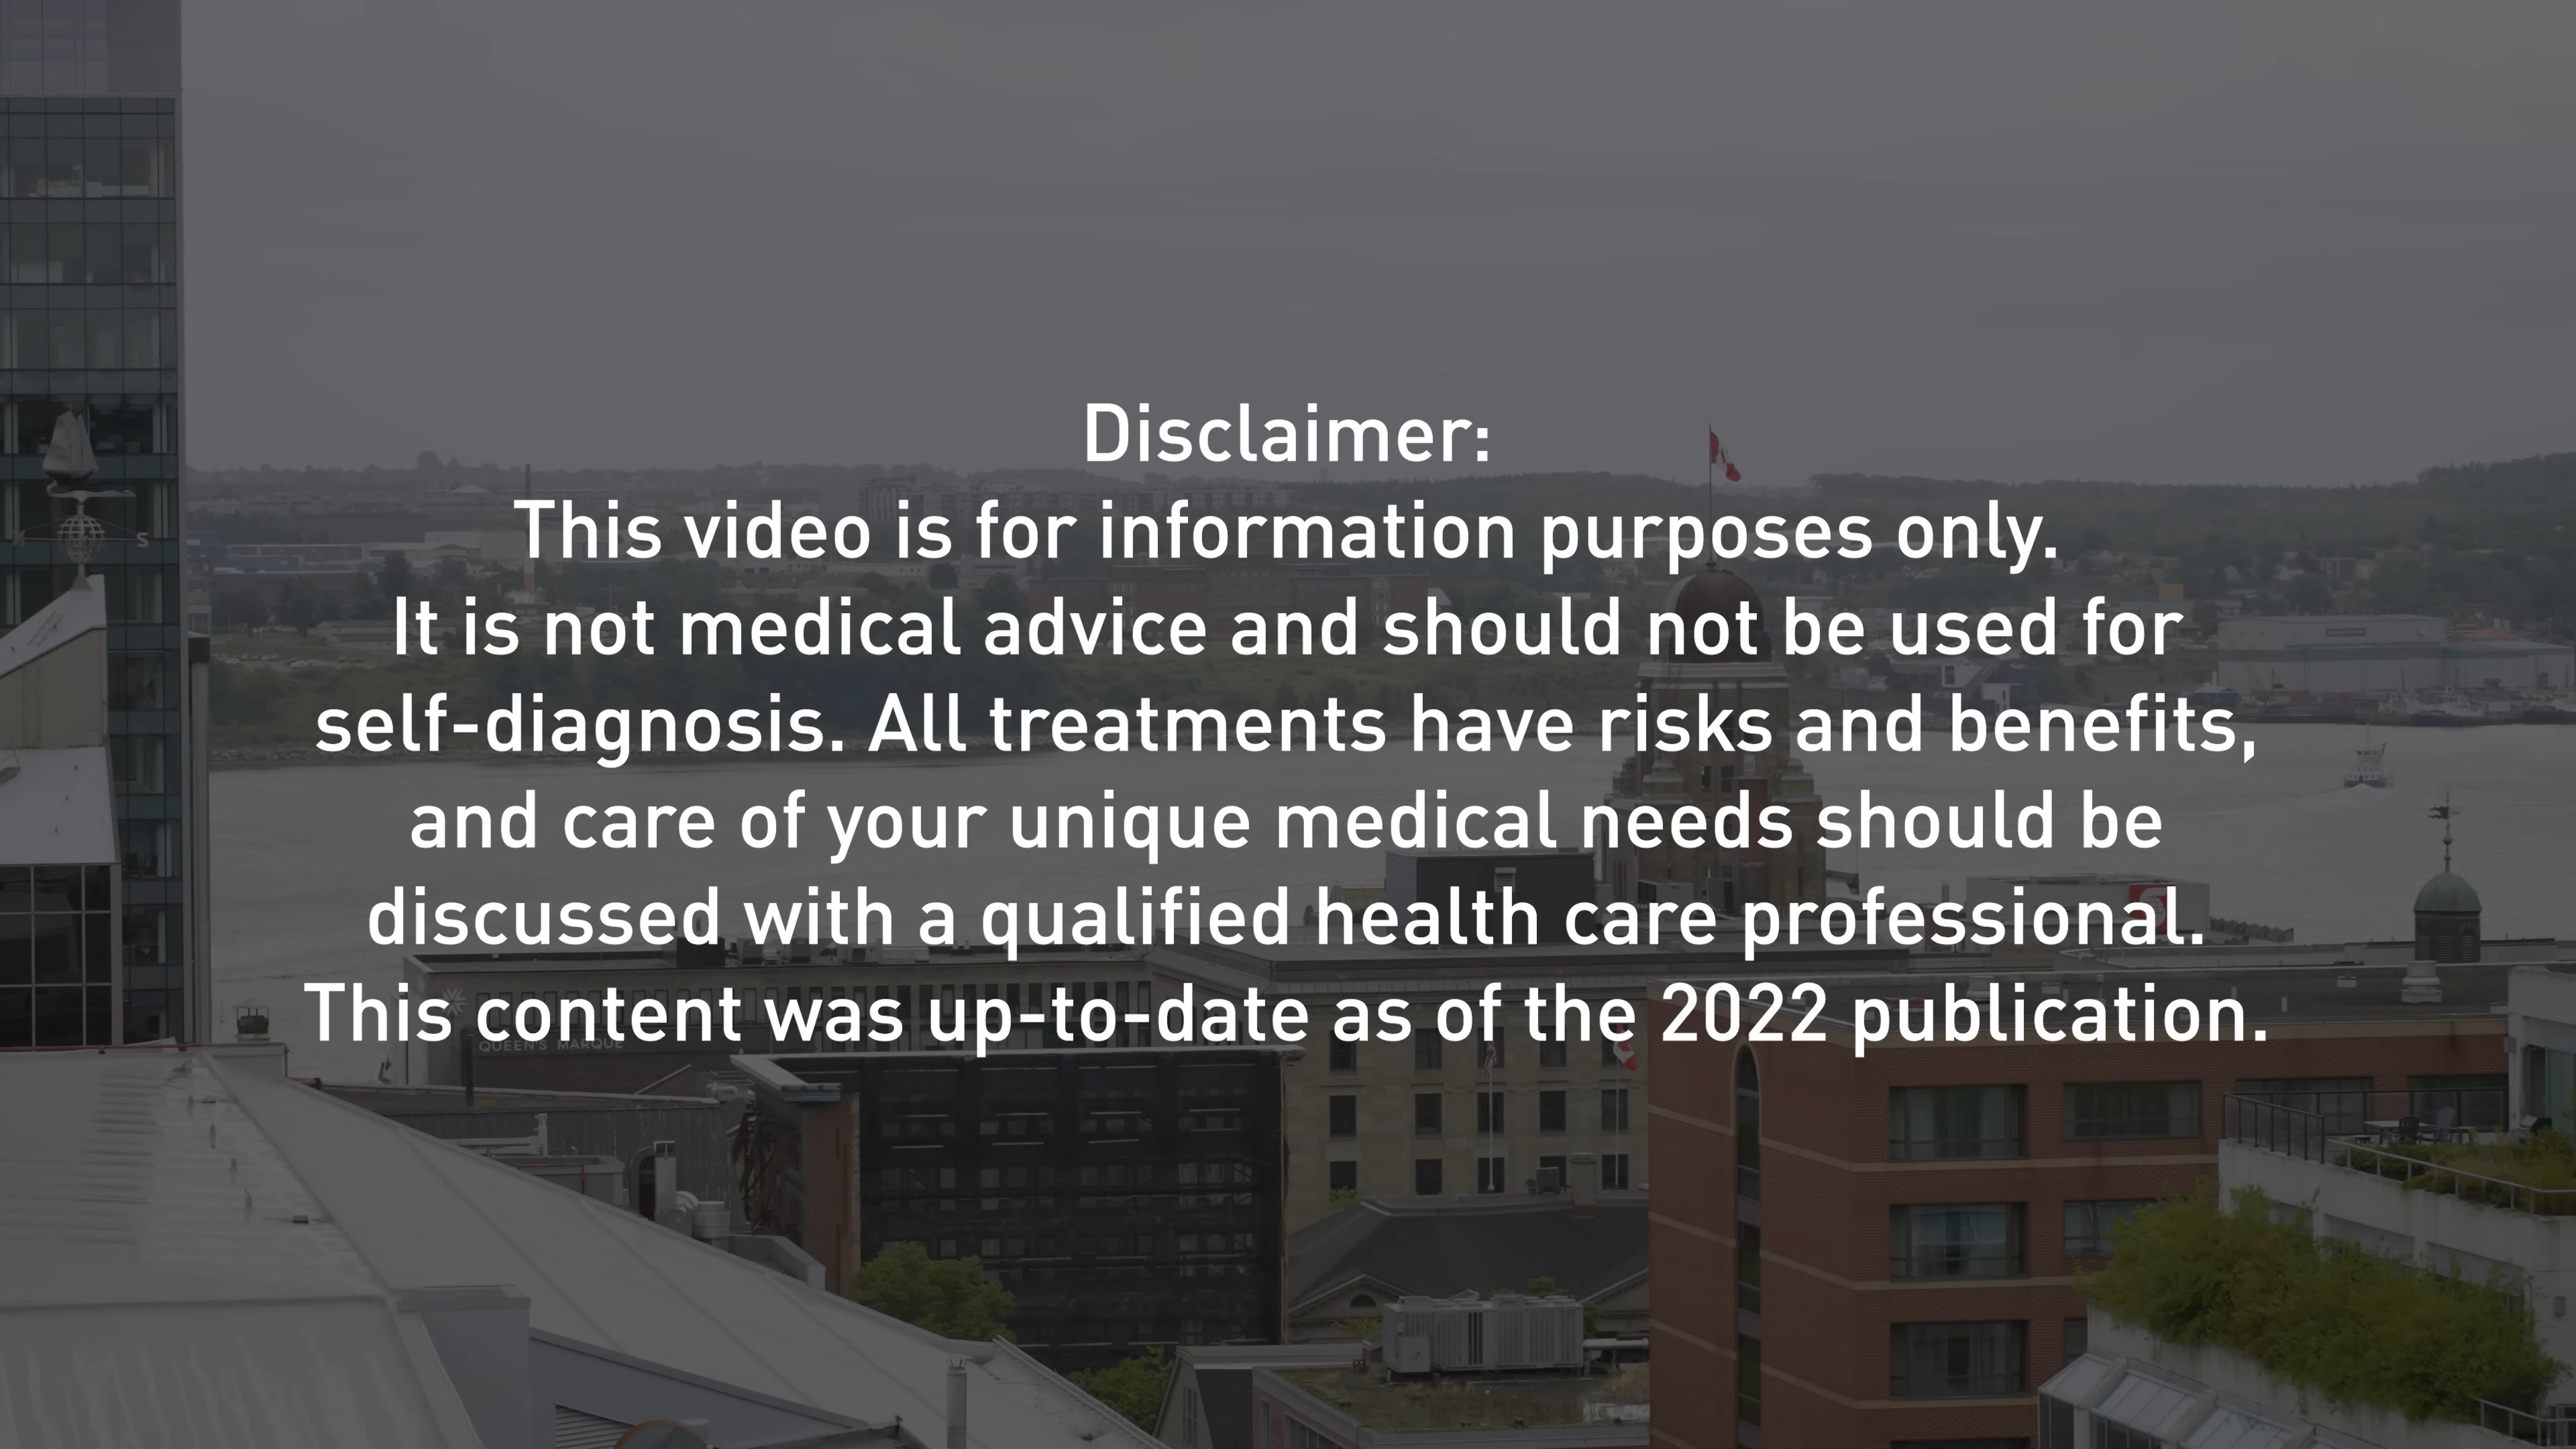 Disclaimer:
This video is for information purposes only.
It is not medical advice and should not be used for
self-diagnosis. All treatments have risks and benefits,
and care of your unique medical needs should be
discussed with a qualified health care professional.
This content was up-to-date as of the 2022 publication.
QUEEN'S MARQUE
S